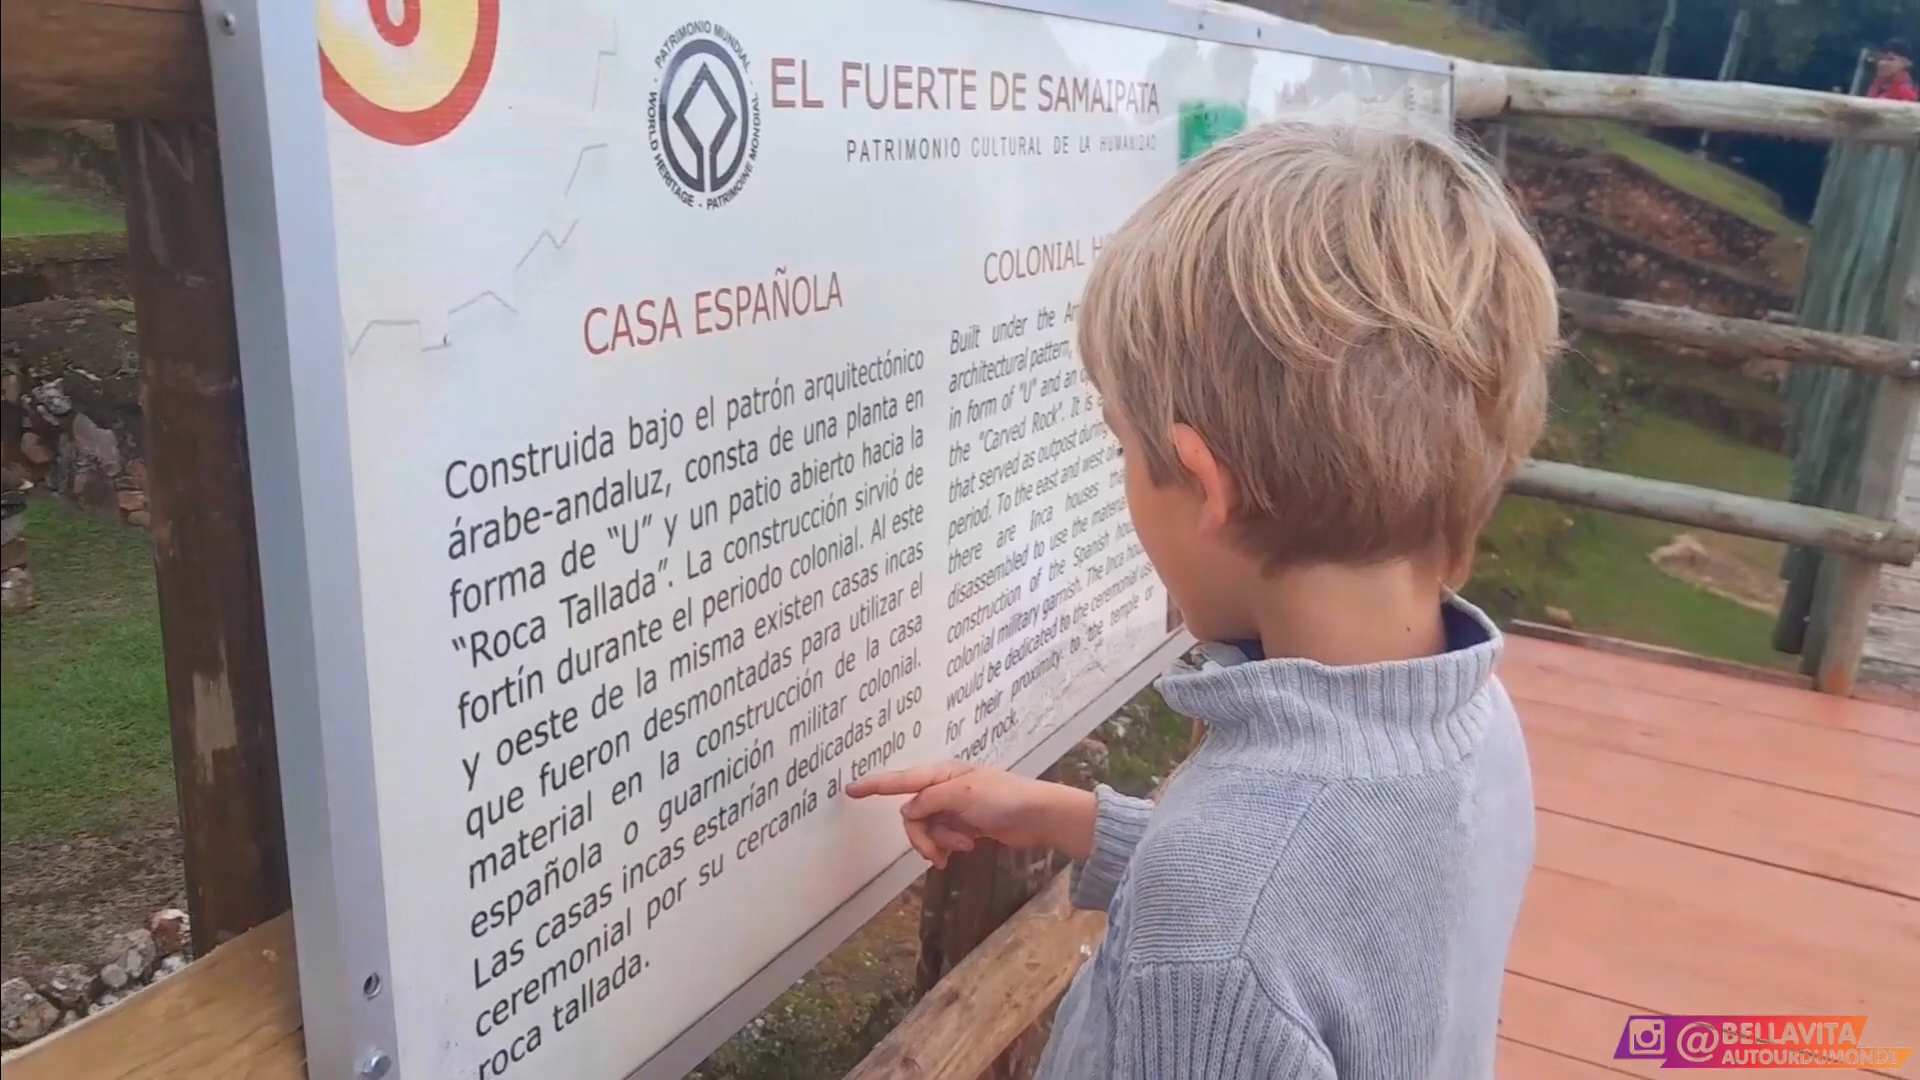 PATRIMONIO MUNDIAL · WORLD HERITAGE · PATRIMOINE MONDIAL ·
EL FUERTE DE SAMAIPATA
PATRIMONIO CULTURAL DE LA HUMANIDAD
CASA ESPAÑOLA
Construida bajo el patrón arquitectónico
árabe-andaluz, consta de una planta en
forma de “U” y un patio abierto hacia la
“Roca Tallada”. La construcción sirvió de
fortín durante el periodo colonial. Al este
y oeste de la misma existen casas incas
que fueron desmontadas para utilizar el
material en la construcción de la casa
española o guarnición militar colonial.
Las casas incas estarían dedicadas al uso
ceremonial por su cercanía al templo o
roca tallada.
COLONIAL
Built under the
architectural pattern,
in form of "U" and an
the "Carved Rock". It is
that served as outpost during
period. To the east and west of
there are Inca houses
disassembled to use the
construction of the Spanish
colonial military garnish. The Inca
would be dedicated to the ceremonial
for their proximity to the temple or
rock.
@BELLAVITA
AUTOURDUMONDE